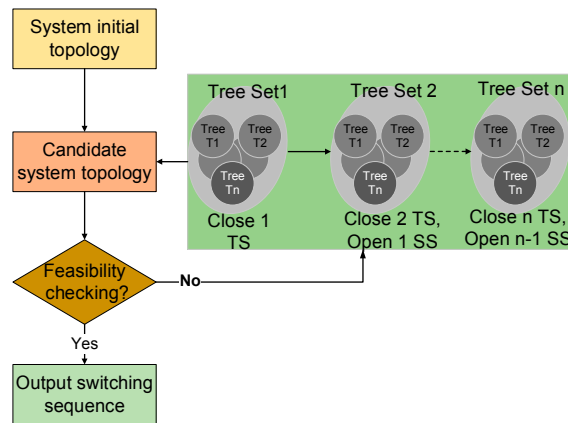 System initial
topology
Candidate
system topology
Feasibility
checking?
No
Yes
Output switching
sequence
Tree Set1
Tree
T1
Tree
T2
Tree
Tn
Close 1
TS
Tree Set 2
Tree
T1
Tree
T2
Tree
Tn
Close 2 TS,
Open 1 SS
Tree Set n
Tree
T1
Tree
T2
Tree
Tn
Close n TS,
Open n-1 SS